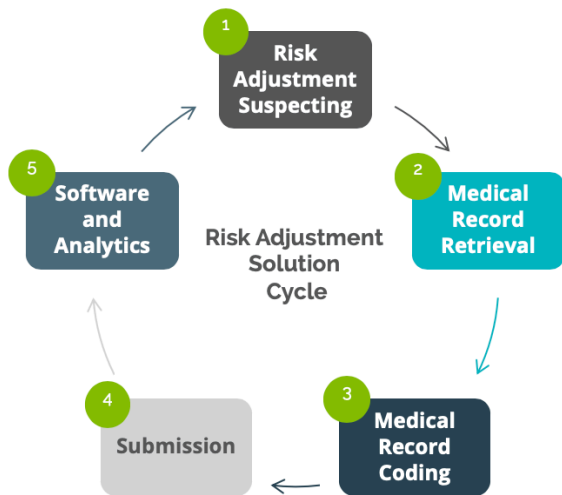 1
Risk
Adjustment
Suspecting
2
Medical
Record
Retrieval
3
Medical
Record
Coding
4
Submission
5
Software
and
Analytics
Risk Adjustment
Solution
Cycle